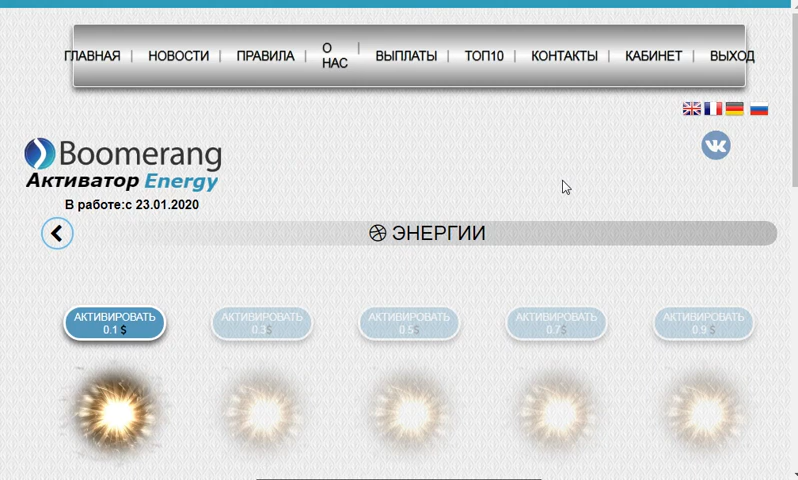 ГЛАВНАЯ | НОВОСТИ | ПРАВИЛА | О НАС | ВЫПЛАТЫ | ТОП10 | КОНТАКТЫ | КАБИНЕТ | ВЫХОД
Boomerang
Активатор Energy
В работе:с 23.01.2020
ЭНЕРГИИ
АКТИВИРОВАТЬ 0.1 $
АКТИВИРОВАТЬ 0.3$
АКТИВИРОВАТЬ 0.5$
АКТИВИРОВАТЬ 0.7$
АКТИВИРОВАТЬ 0.9 $